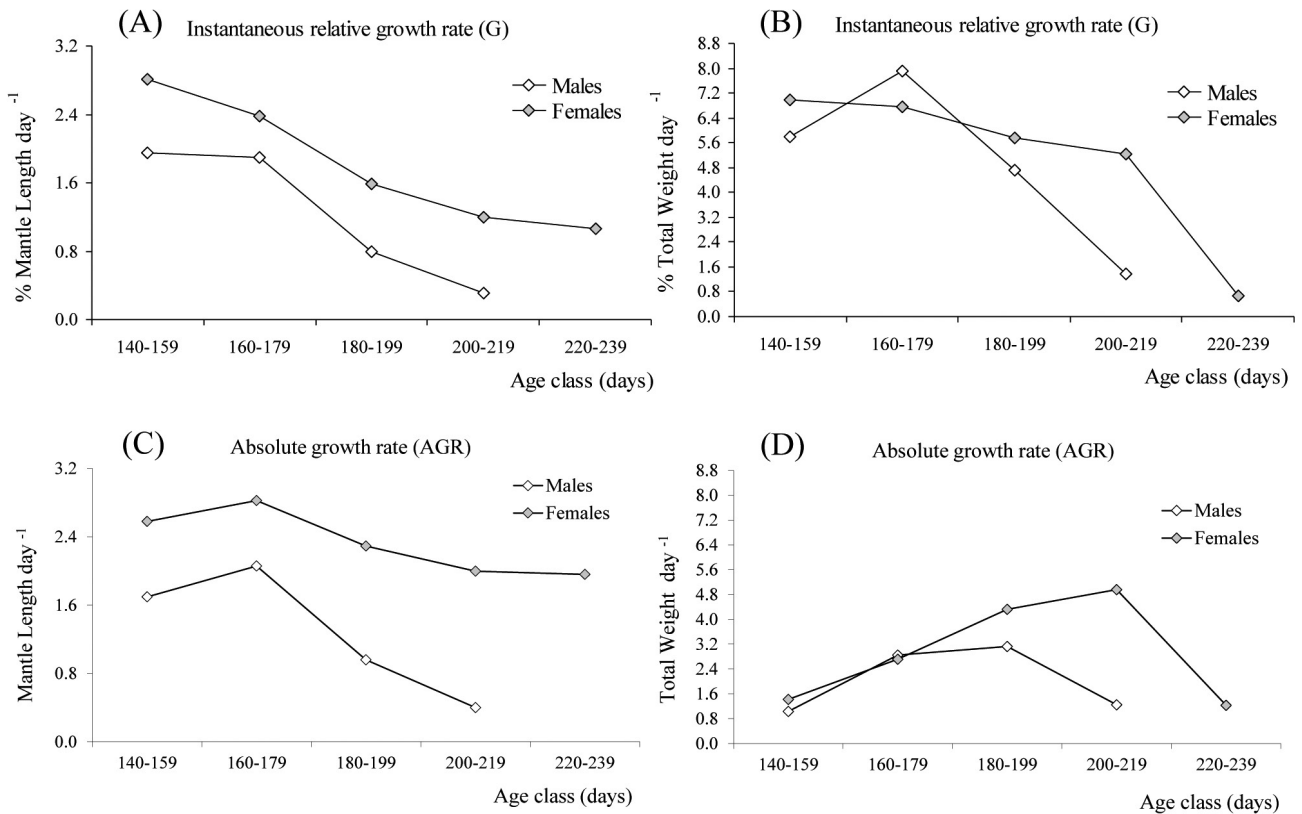 (A)
Instantaneous relative growth rate (G)
3.2
2.4
1.6
0.8
0.0
% Mantle Length day -1
Males
Females
140-159 160-179 180-199 200-219 220-239
Age class (days)
(B)
Instantaneous relative growth rate (G)
8.8
8.0
7.2
6.4
5.6
4.8
4.0
3.2
2.4
1.6
0.8
0.0
% Total Weight day -1
Males
Females
140-159 160-179 180-199 200-219 220-239
Age class (days)
(C)
Absolute growth rate (AGR)
3.2
2.4
1.6
0.8
0.0
Mantle Length day -1
Males
Females
140-159 160-179 180-199 200-219 220-239
Age class (days)
(D)
Absolute growth rate (AGR)
8.8
8.0
7.2
6.4
5.6
4.8
4.0
3.2
2.4
1.6
0.8
0.0
Total Weight day -1
Males
Females
140-159 160-179 180-199 200-219 220-239
Age class (days)